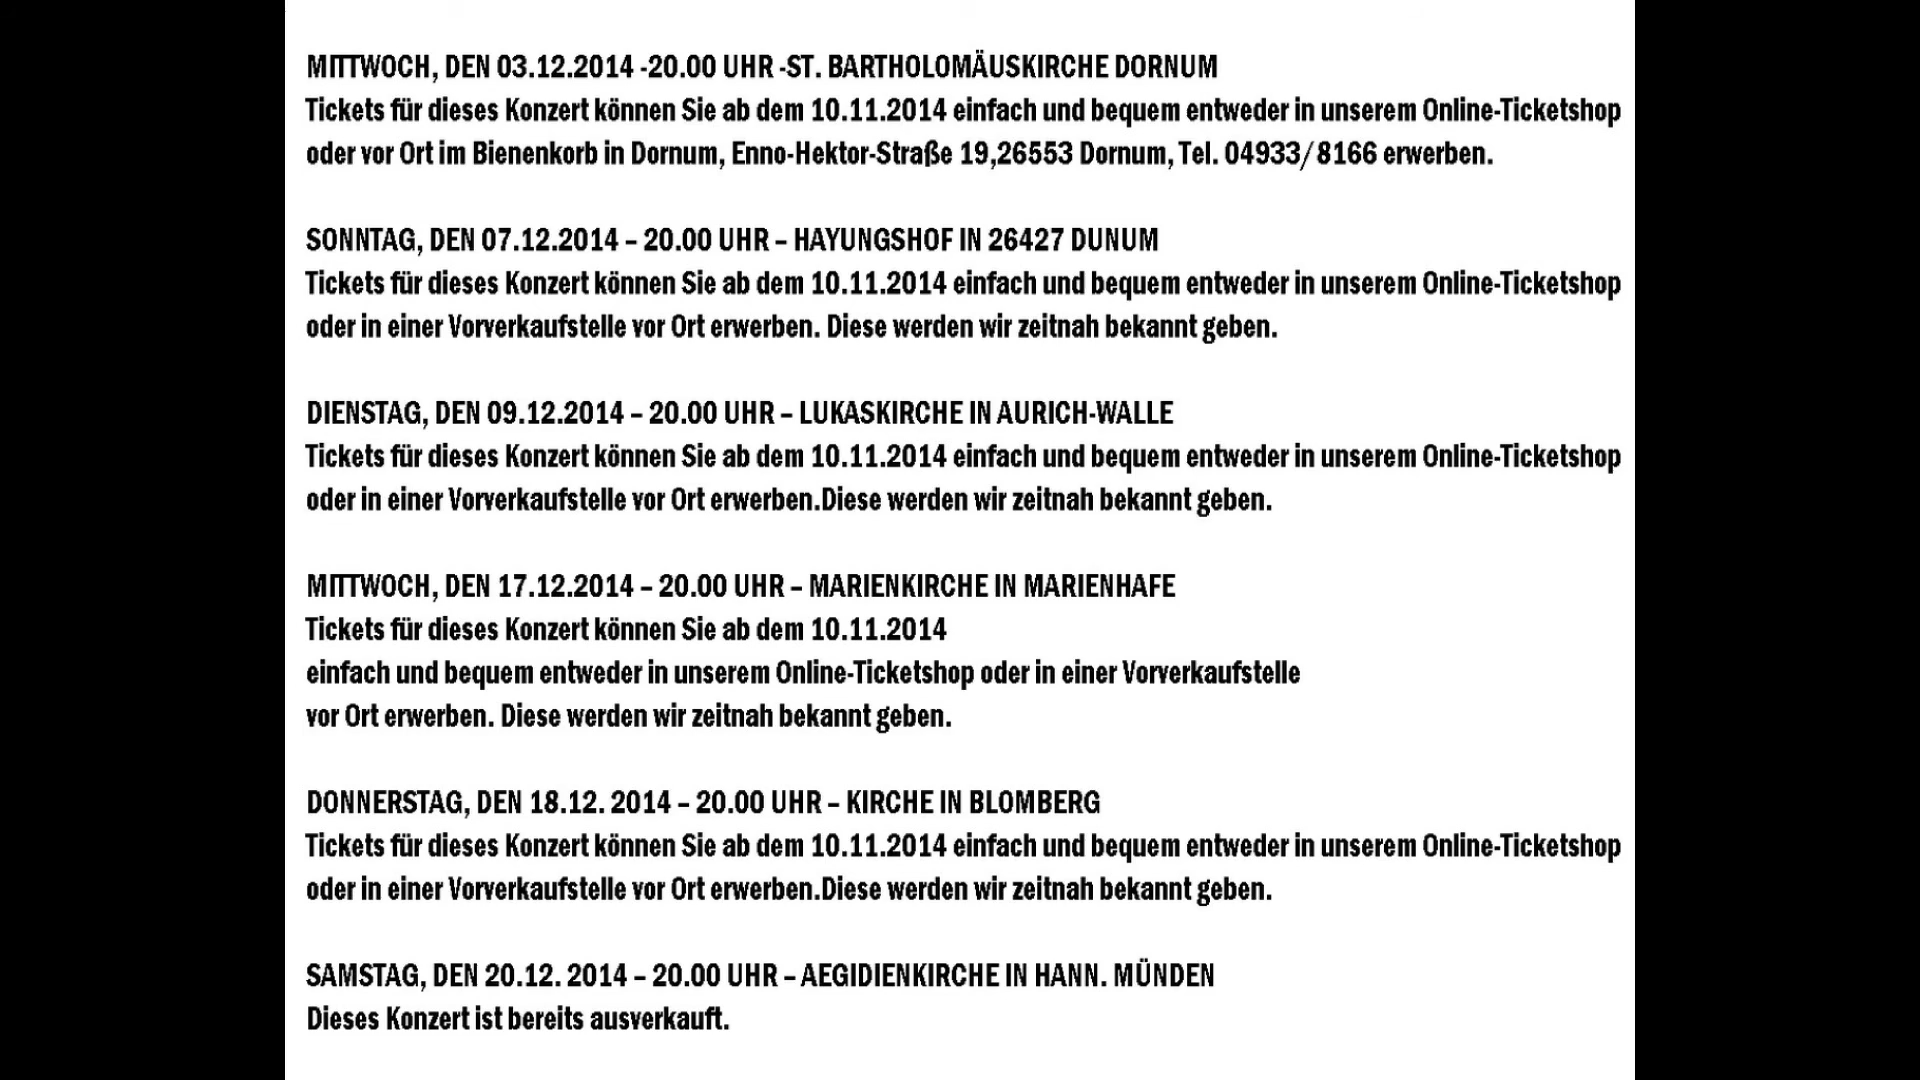 MITTWOCH, DEN 03.12.2014 -20.00 UHR -ST. BARTHOLOMÄUSKIRCHE DORNUM
Tickets für dieses Konzert können Sie ab dem 10.11.2014 einfach und bequem entweder in unserem Online-Ticketshop
oder vor Ort im Bienenkorb in Dornum, Enno-Hektor-Straße 19,26553 Dornum, Tel. 04933/8166 erwerben.
SONNTAG, DEN 07.12.2014 – 20.00 UHR – HAYUNGSHOF IN 26427 DUNUM
Tickets für dieses Konzert können Sie ab dem 10.11.2014 einfach und bequem entweder in unserem Online-Ticketshop
oder in einer Vorverkaufstelle vor Ort erwerben. Diese werden wir zeitnah bekannt geben.
DIENSTAG, DEN 09.12.2014 – 20.00 UHR – LUKASKIRCHE IN AURICH-WALLE
Tickets für dieses Konzert können Sie ab dem 10.11.2014 einfach und bequem entweder in unserem Online-Ticketshop
oder in einer Vorverkaufstelle vor Ort erwerben.Diese werden wir zeitnah bekannt geben.
MITTWOCH, DEN 17.12.2014 – 20.00 UHR – MARIENKIRCHE IN MARIENHAFE
Tickets für dieses Konzert können Sie ab dem 10.11.2014
einfach und bequem entweder in unserem Online-Ticketshop oder in einer Vorverkaufstelle
vor Ort erwerben. Diese werden wir zeitnah bekannt geben.
DONNERSTAG, DEN 18.12. 2014 – 20.00 UHR – KIRCHE IN BLOMBERG
Tickets für dieses Konzert können Sie ab dem 10.11.2014 einfach und bequem entweder in unserem Online-Ticketshop
oder in einer Vorverkaufstelle vor Ort erwerben.Diese werden wir zeitnah bekannt geben.
SAMSTAG, DEN 20.12. 2014 – 20.00 UHR – AEGIDIENKIRCHE IN HANN. MÜNDEN
Dieses Konzert ist bereits ausverkauft.